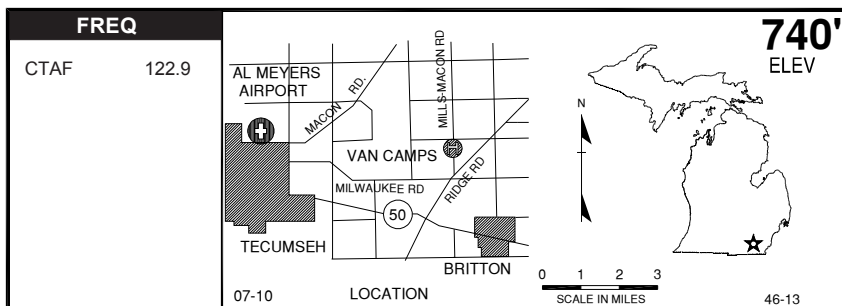 FREQ
CTAF 122.9
AL MEYERS
AIRPORT
MACON RD.
MILLS-MACON RD
VAN CAMPS
H
MILWAUKEE RD
RIDGE RD
50
TECUMSEH
BRITTON
07-10
LOCATION
740'
ELEV
N
0 1 2 3
SCALE IN MILES
46-13